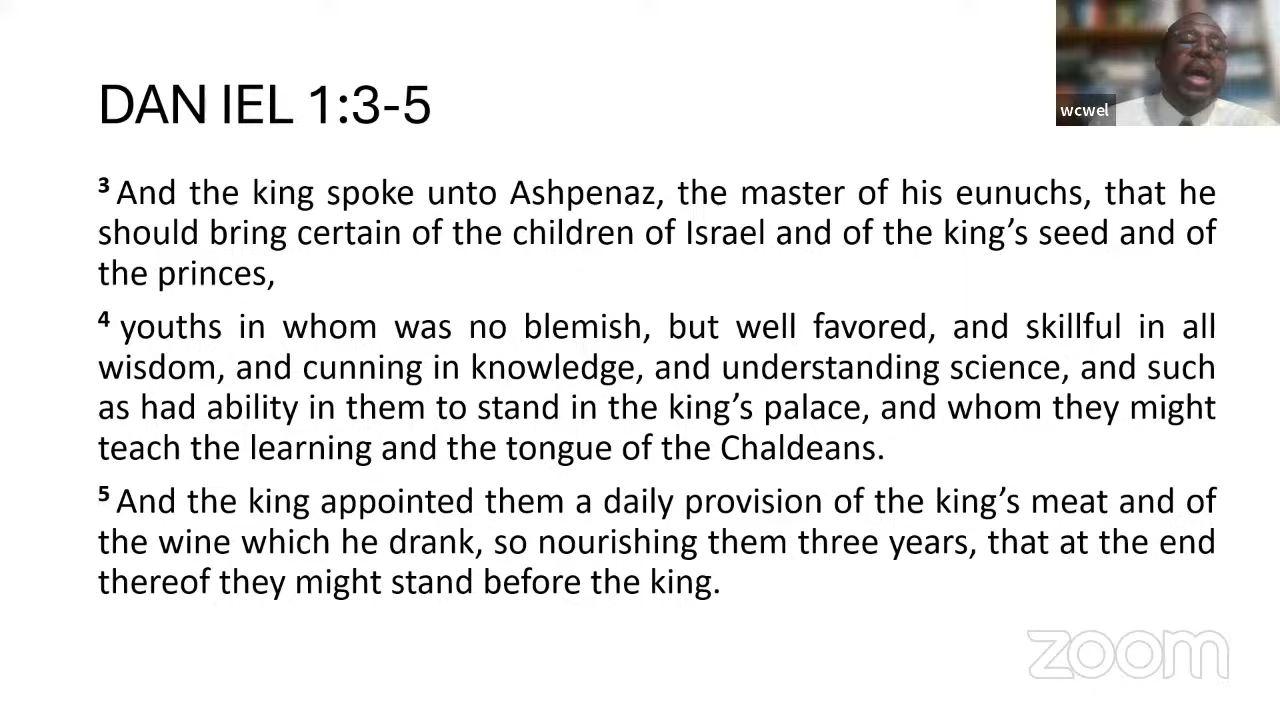 DAN IEL 1:3-5
wcwel
3 And the king spoke unto Ashpenaz, the master of his eunuchs, that he
should bring certain of the children of Israel and of the king’s seed and of
the princes,
4 youths in whom was no blemish, but well favored, and skillful in all
wisdom, and cunning in knowledge, and understanding science, and such
as had ability in them to stand in the king’s palace, and whom they might
teach the learning and the tongue of the Chaldeans.
5 And the king appointed them a daily provision of the king’s meat and of
the wine which he drank, so nourishing them three years, that at the end
thereof they might stand before the king.
zoom